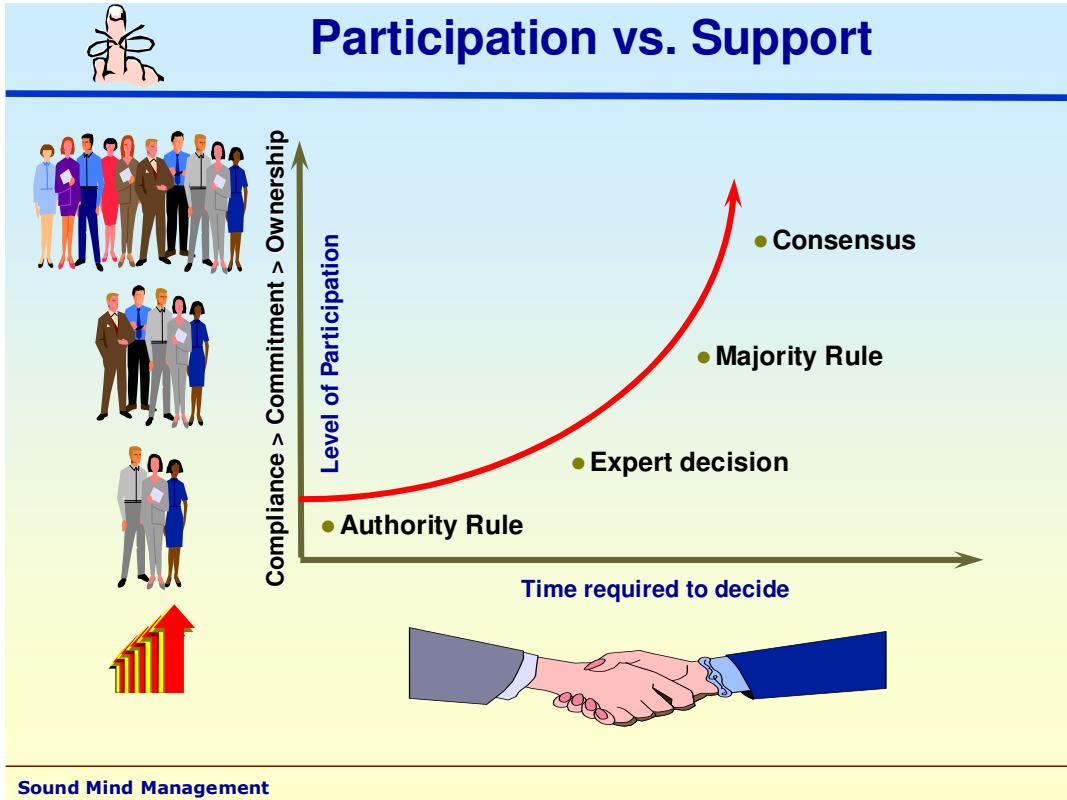 Participation vs. Support
Compliance > Commitment > Ownership
Level of Participation
Consensus
Majority Rule
Expert decision
Authority Rule
Time required to decide
Sound Mind Management